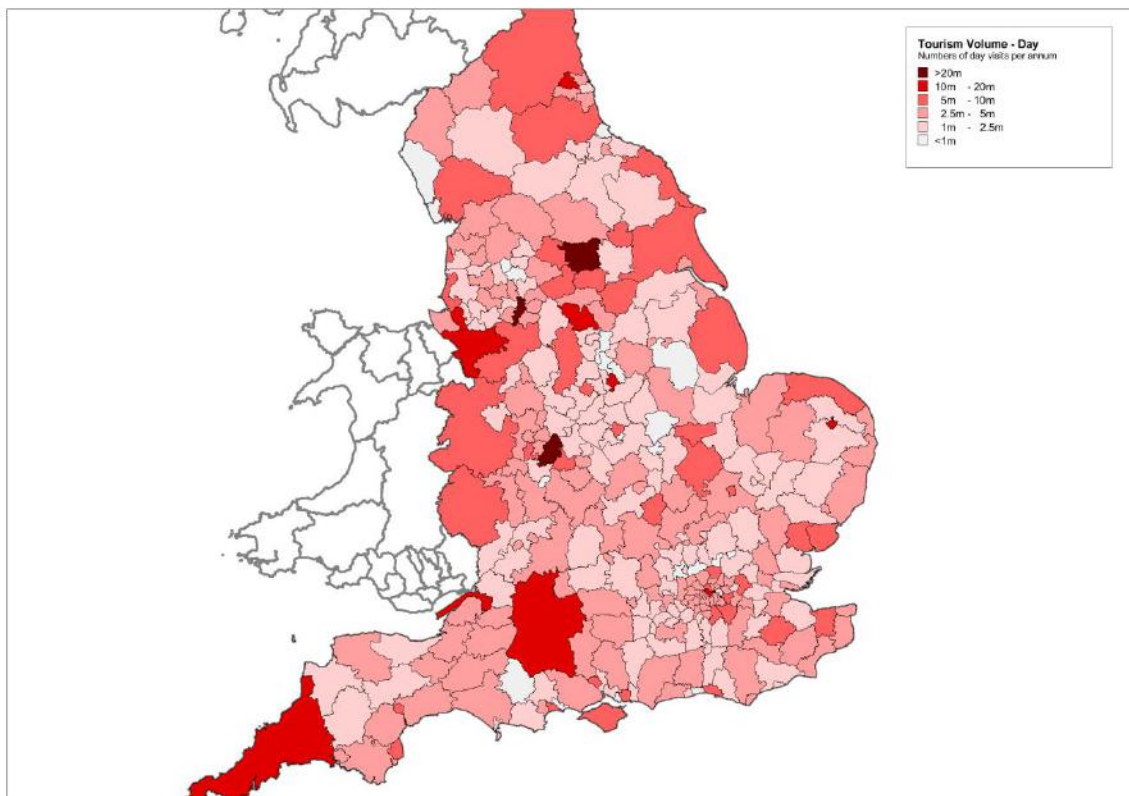 Tourism Volume - Day
Numbers of day visits per annum
>20m
10m - 20m
5m - 10m
2.5m - 5m
1m - 2.5m
<1m